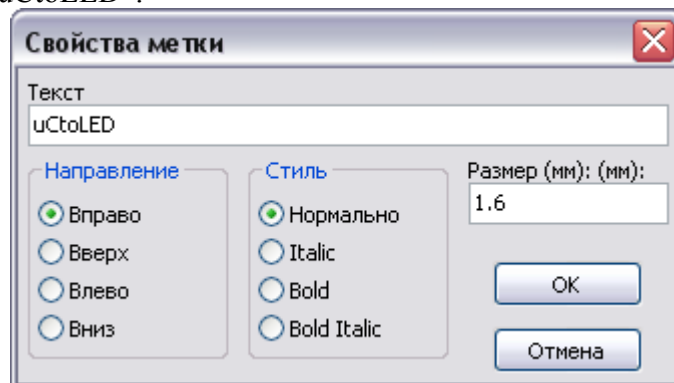 uCtoLED".
Свойства метки
Текст
uCtoLED
Направление
Вправо
Вверх
Влево
Вниз
Стиль
Нормально
Italic
Bold
Bold Italic
Размер (мм): (мм):
1.6
OK
Отмена